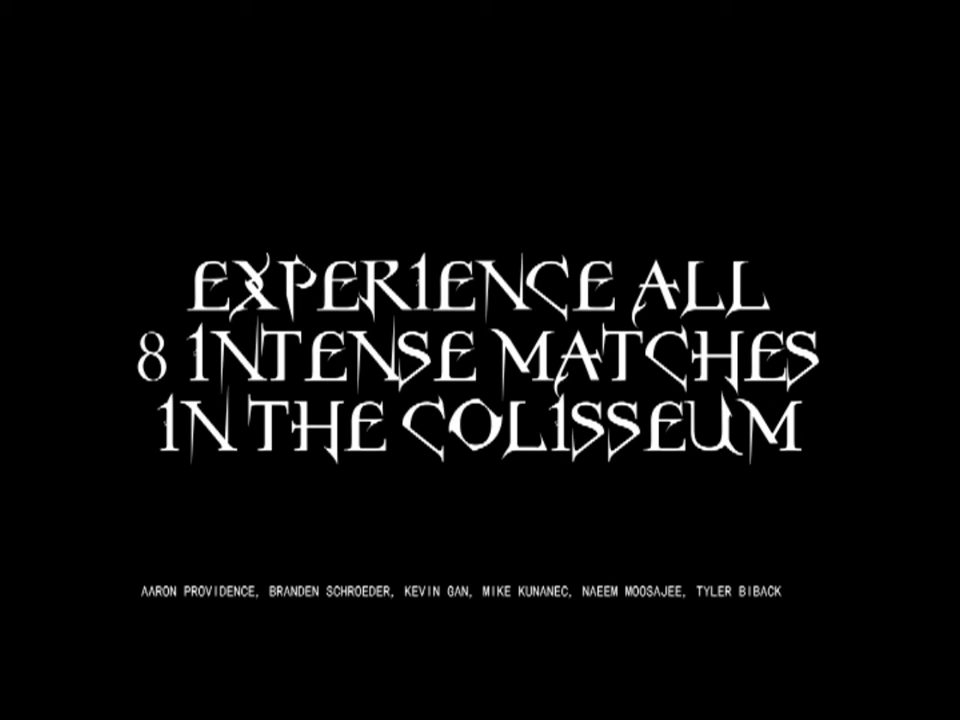 EXPERIENCE ALL
8 INTENSE MATCHES
IN THE COLISSEUM
AARON PROVIDENCE, BRANDEN SCHROEDER, KEVIN GAN, MIKE KUNANEC, NAEEM MOOSAJEE, TYLER BIBACK